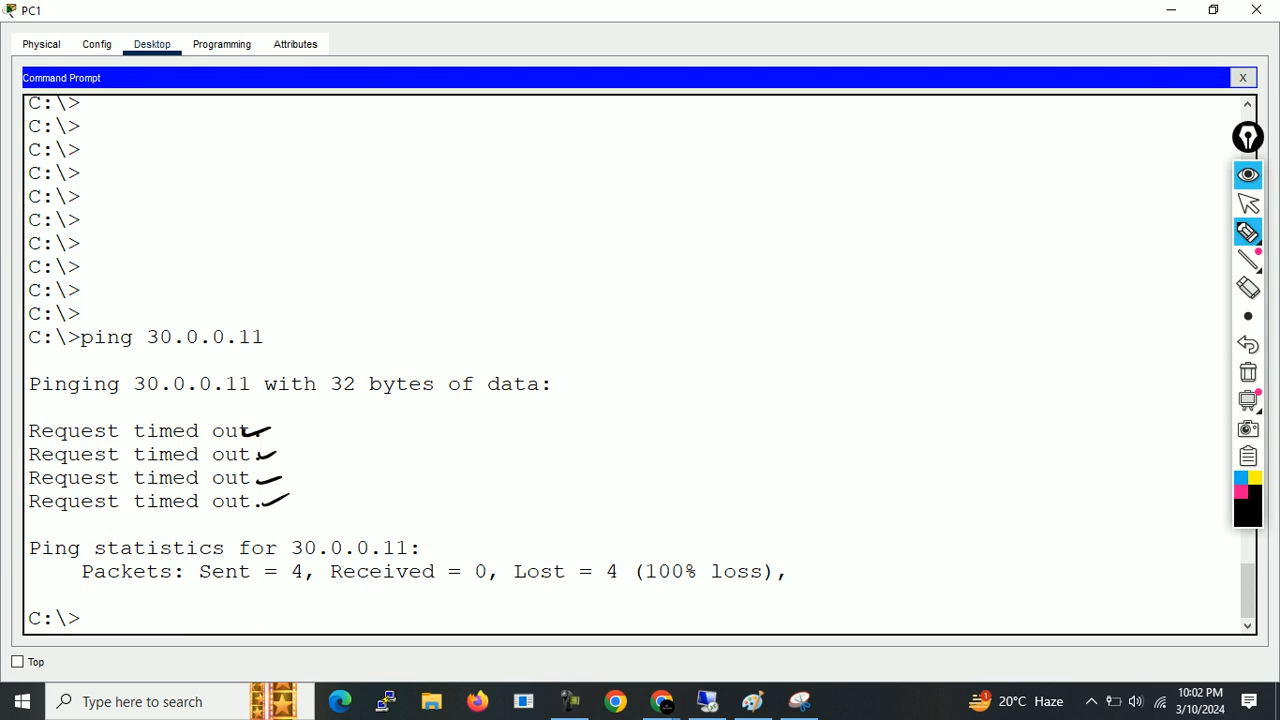 PC1
Physical Config Desktop Programming Attributes
Command Prompt X
C:\>
C:\>
C:\>
C:\>
C:\>
C:\>
C:\>
C:\>
C:\>
C:\>
C:\>ping 30.0.0.11
Pinging 30.0.0.11 with 32 bytes of data:
Request timed out.
Request timed out.
Request timed out.
Request timed out.
Ping statistics for 30.0.0.11:
Packets: Sent = 4, Received = 0, Lost = 4 (100% loss),
C:\>
Top
Type here to search 1 20°C Haze 10:02 PM
3/10/2024